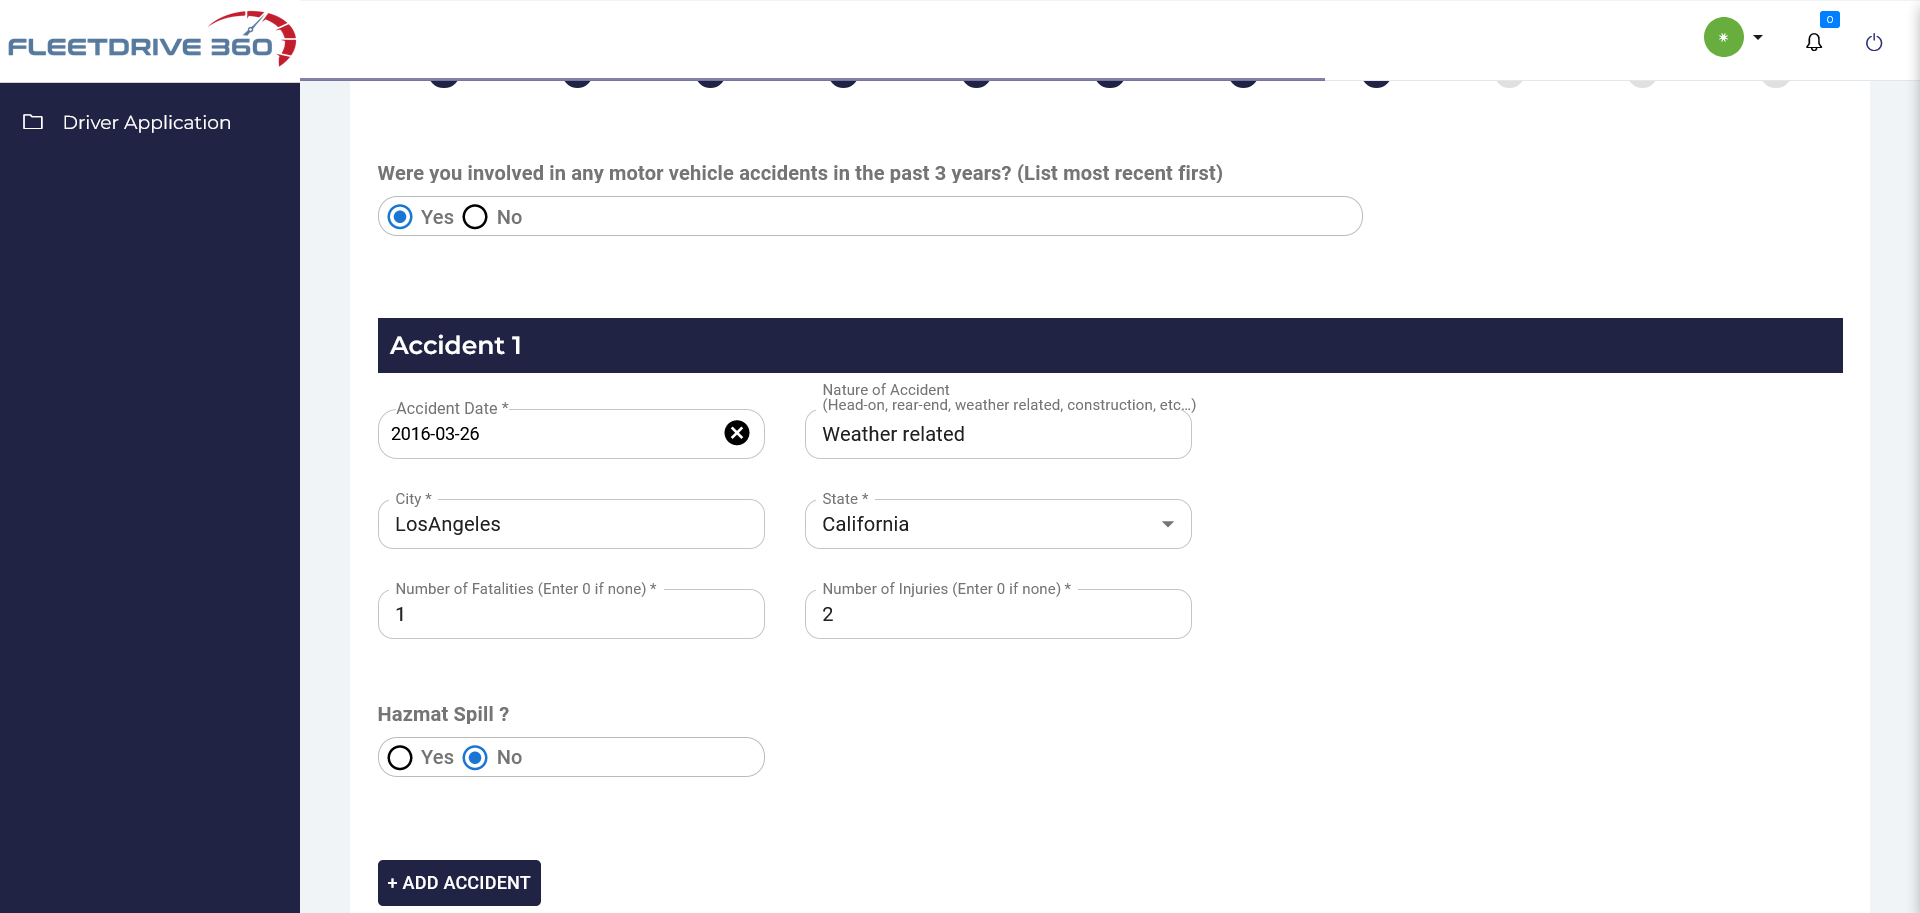 FLEETDRIVE 360
0
Driver Application
Were you involved in any motor vehicle accidents in the past 3 years? (List most recent first)
Yes No
Accident 1
Accident Date *
2016-03-26
Nature of Accident
(Head-on, rear-end, weather related, construction, etc...)
Weather related
City *
LosAngeles
State *
California
Number of Fatalities (Enter 0 if none) *
1
Number of Injuries (Enter 0 if none) *
2
Hazmat Spill ?
Yes No
+ ADD ACCIDENT